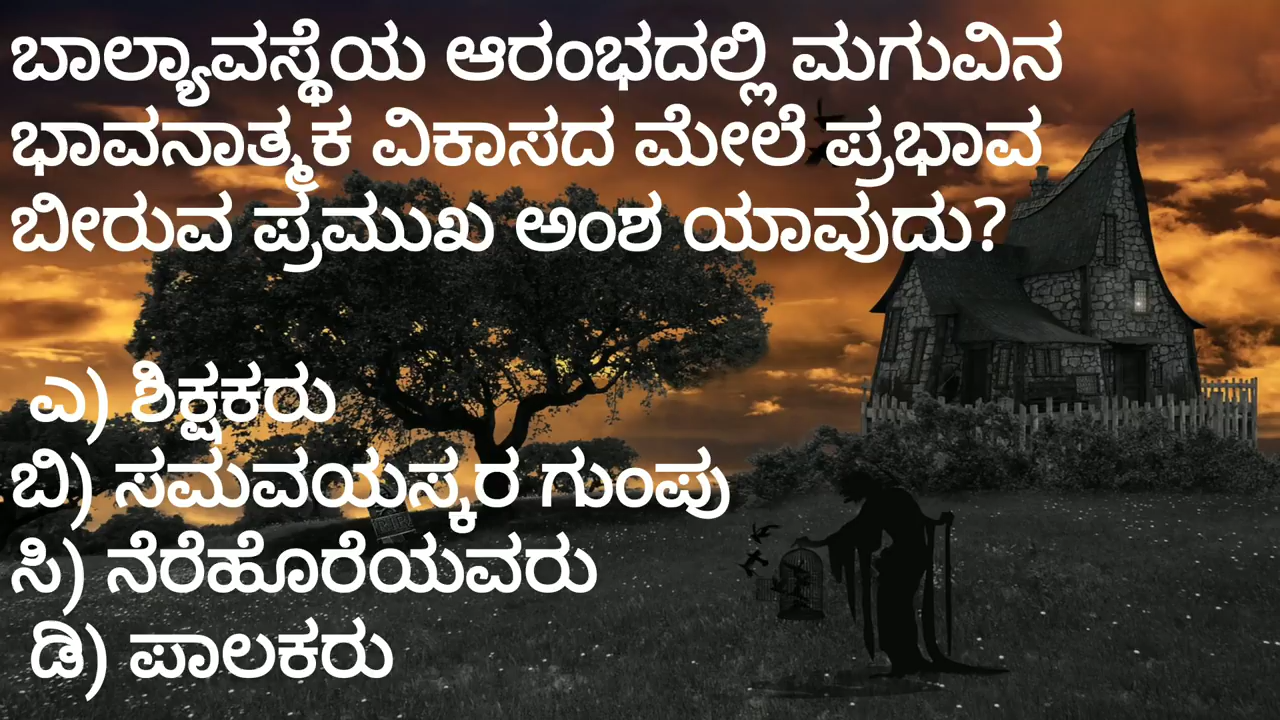 ಬಾಲ್ಯಾವಸ್ಥೆಯ ಆರಂಭದಲ್ಲಿ ಮಗುವಿನ
ಭಾವನಾತ್ಮಕ ವಿಕಾಸದ ಮೇಲೆ ಪ್ರಭಾವ
ಬೀರುವ ಪ್ರಮುಖ ಅಂಶ ಯಾವುದು?
ಎ) ಶಿಕ್ಷಕರು
ಬಿ) ಸಮವಯಸ್ಕರ ಗುಂಪು
ಸಿ) ನೆರೆಹೊರೆಯವರು
ಡಿ) ಪಾಲಕರು